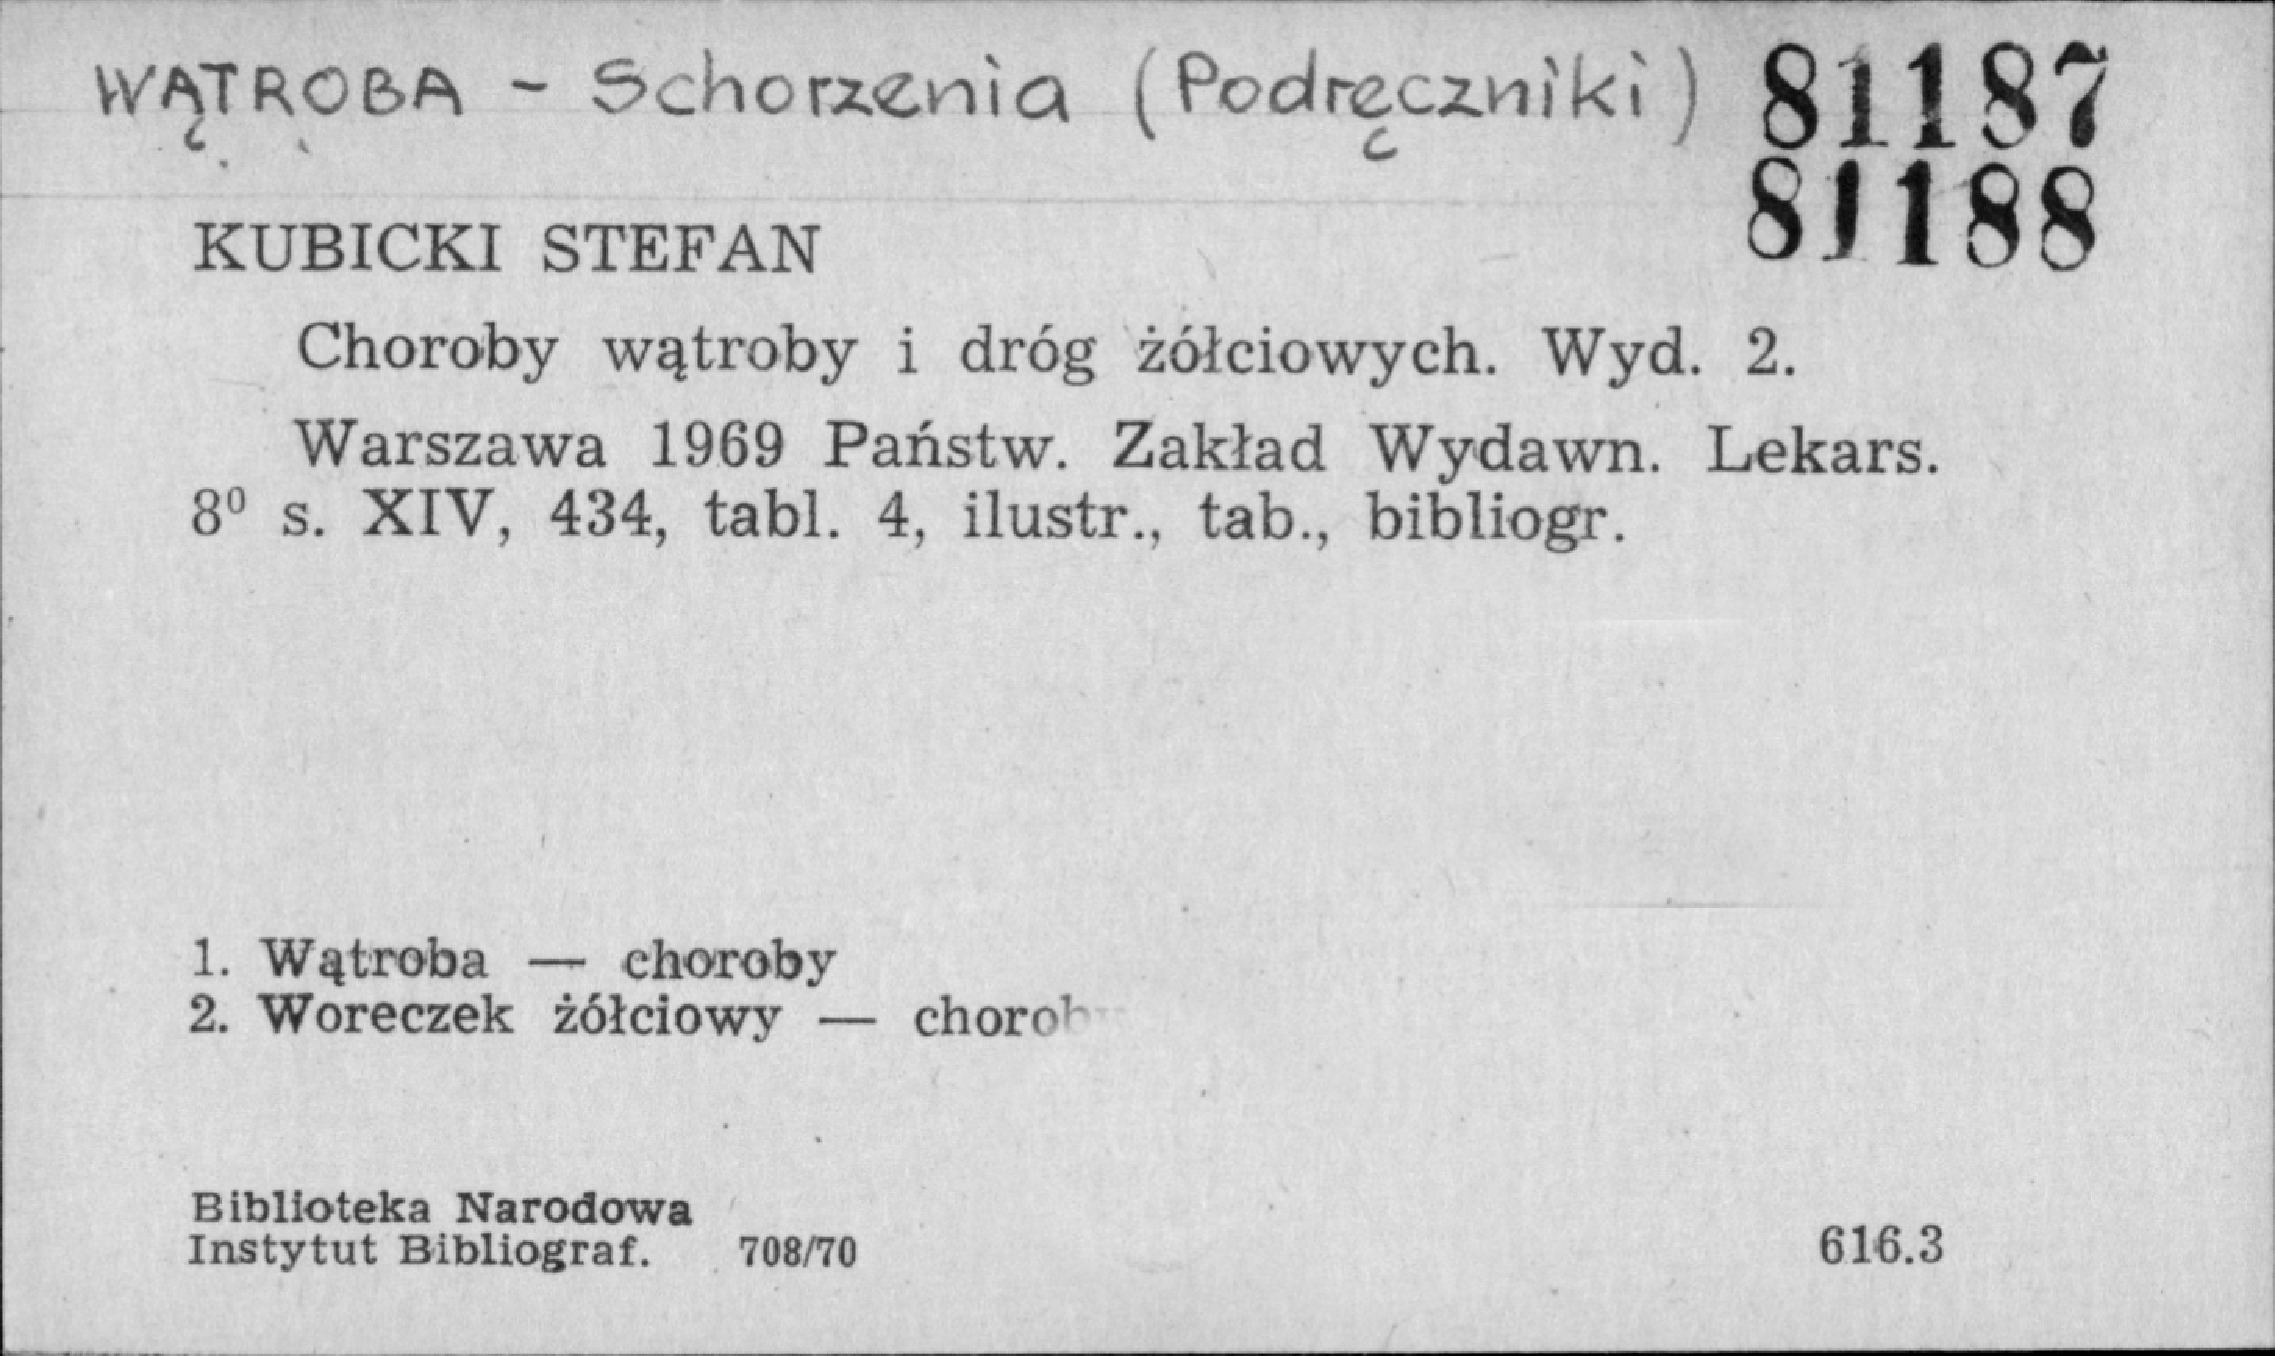 WĄTROBA - Schorzenia (Podręczniki) 81187
81188
KUBICKI STEFAN
Choroby wątroby i dróg żółciowych. Wyd. 2.
Warszawa 1969 Państw. Zakład Wydawn. Lekars.
8⁰ s. XIV, 434, tabl. 4, ilustr., tab., bibliogr.
1. Wątroba — choroby
2. Woreczek żółciowy — choroby
Biblioteka Narodowa
Instytut Bibliograf. 708/70
616.3